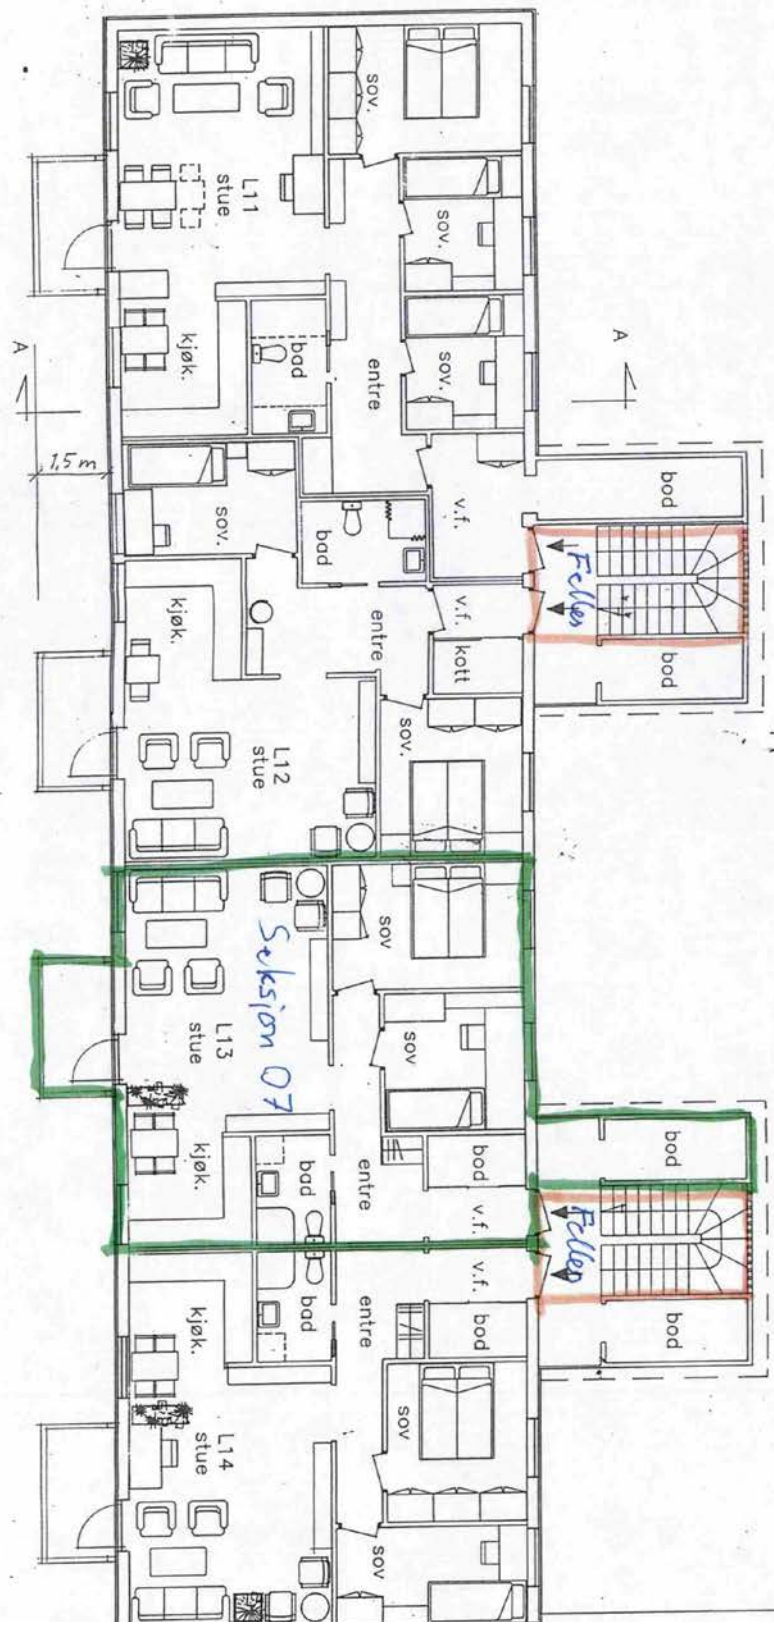 sov.
L11
stue
sov.
A
kjøk.
bad
entre
sov.
A
1,5 m
sov.
bad
v.f.
bod
Felles
kjøk.
entre
v.f.
kott
bod
L12
stue
sov.
Seksjon 07
sov
L13
stue
sov
kjøk.
bad
entre
bod
v.f.
bod
Felles
kjøk.
bad
entre
v.f.
bod
bod
L14
stue
sov
sov